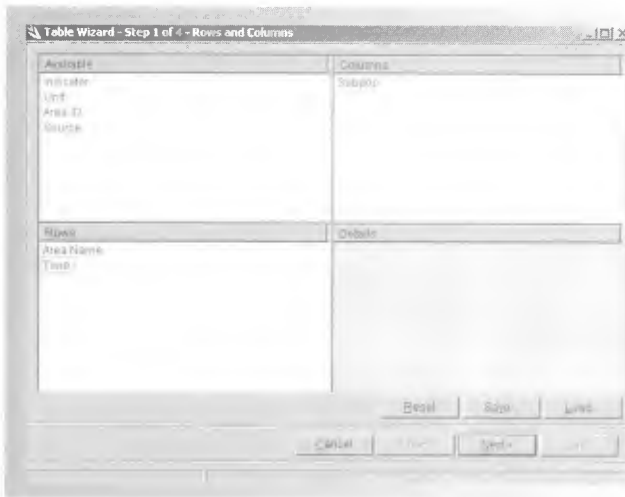 Table Wizard - Step 1 of 4 - Rows and Columns
Available
Indicator
Unit
Area ID
Source
Columns
Subpop
Rows
Area Name
Time
Details
Reset Save Load
Cancel Next>